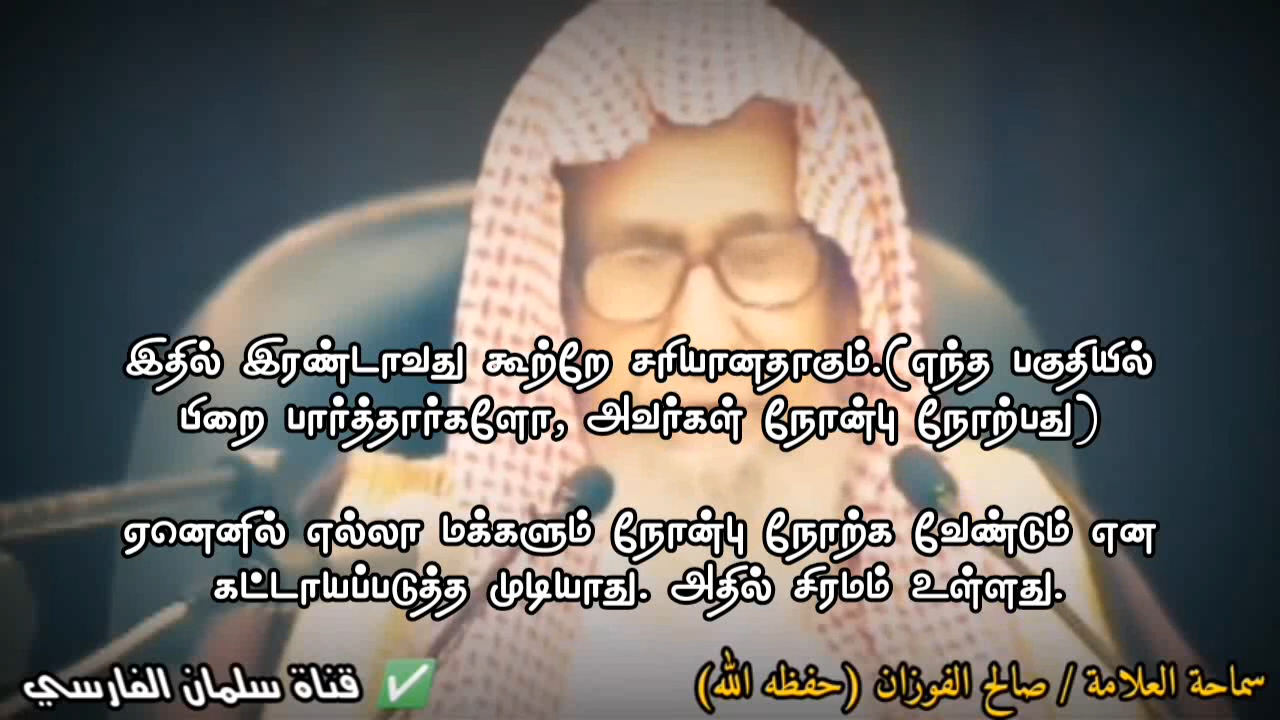 இதில் இரண்டாவது கூற்றே சரியானதாகும்.(எந்த பகுதியில்
பிறை பார்த்தார்களோ, அவர்கள் நோன்பு நோற்பது)
ஏனெனில் எல்லா மக்களும் நோன்பு நோற்க வேண்டும் என
கட்டாயப்படுத்த முடியாது. அதில் சிரமம் உள்ளது.
سماحة العلامة / صالح الفوزان (حفظه الله)
قناة سلمان الفارسي ✅